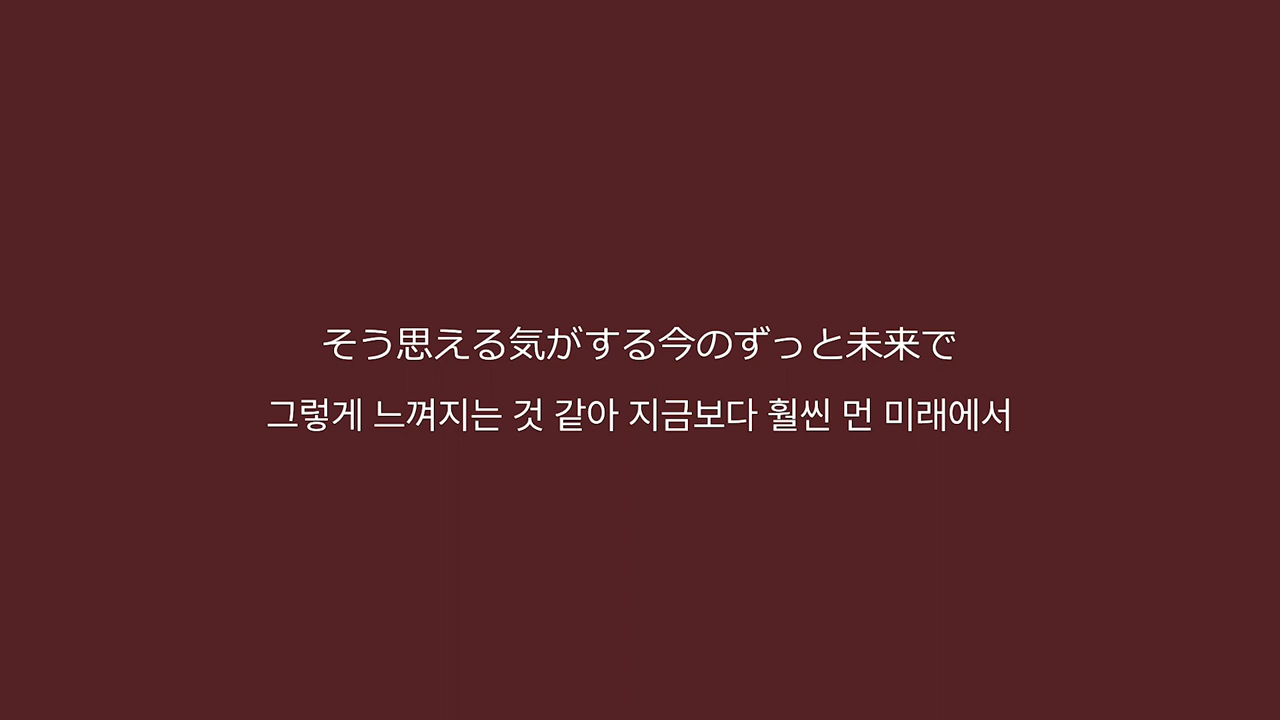 そう思える気がする今のずっと未来で
그렇게 느껴지는 것 같아 지금보다 훨씬 먼 미래에서